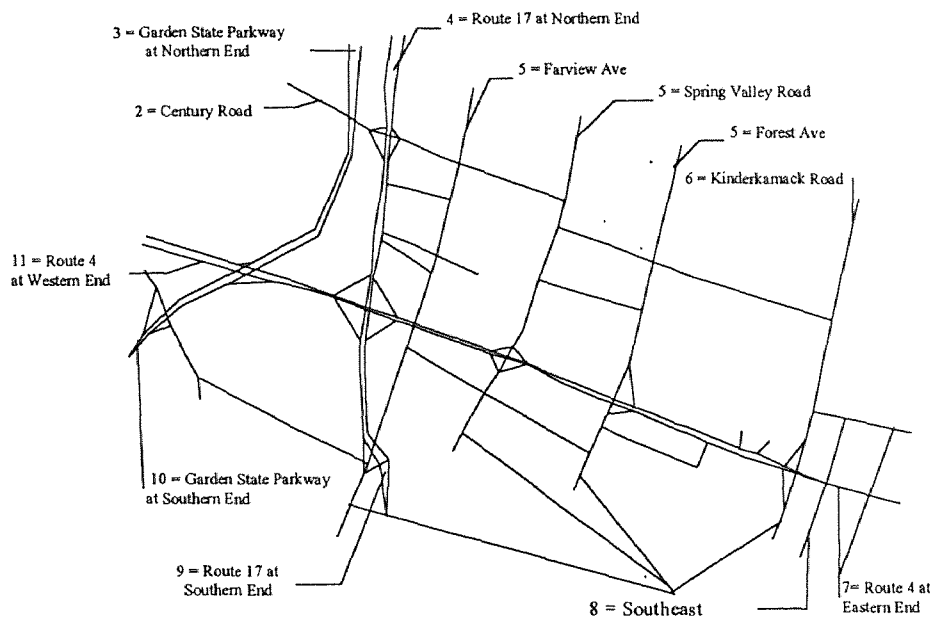 4 = Route 17 at Northern End
3 = Garden State Parkway
at Northern End
5 = Farview Ave
5 = Spring Valley Road
2 = Century Road
5 = Forest Ave
6 = Kinderkamack Road
11 = Route 4
at Western End
10 = Garden State Parkway
at Southern End
9 = Route 17 at
Southern End
8 = Southeast
7= Route 4 at
Eastern End